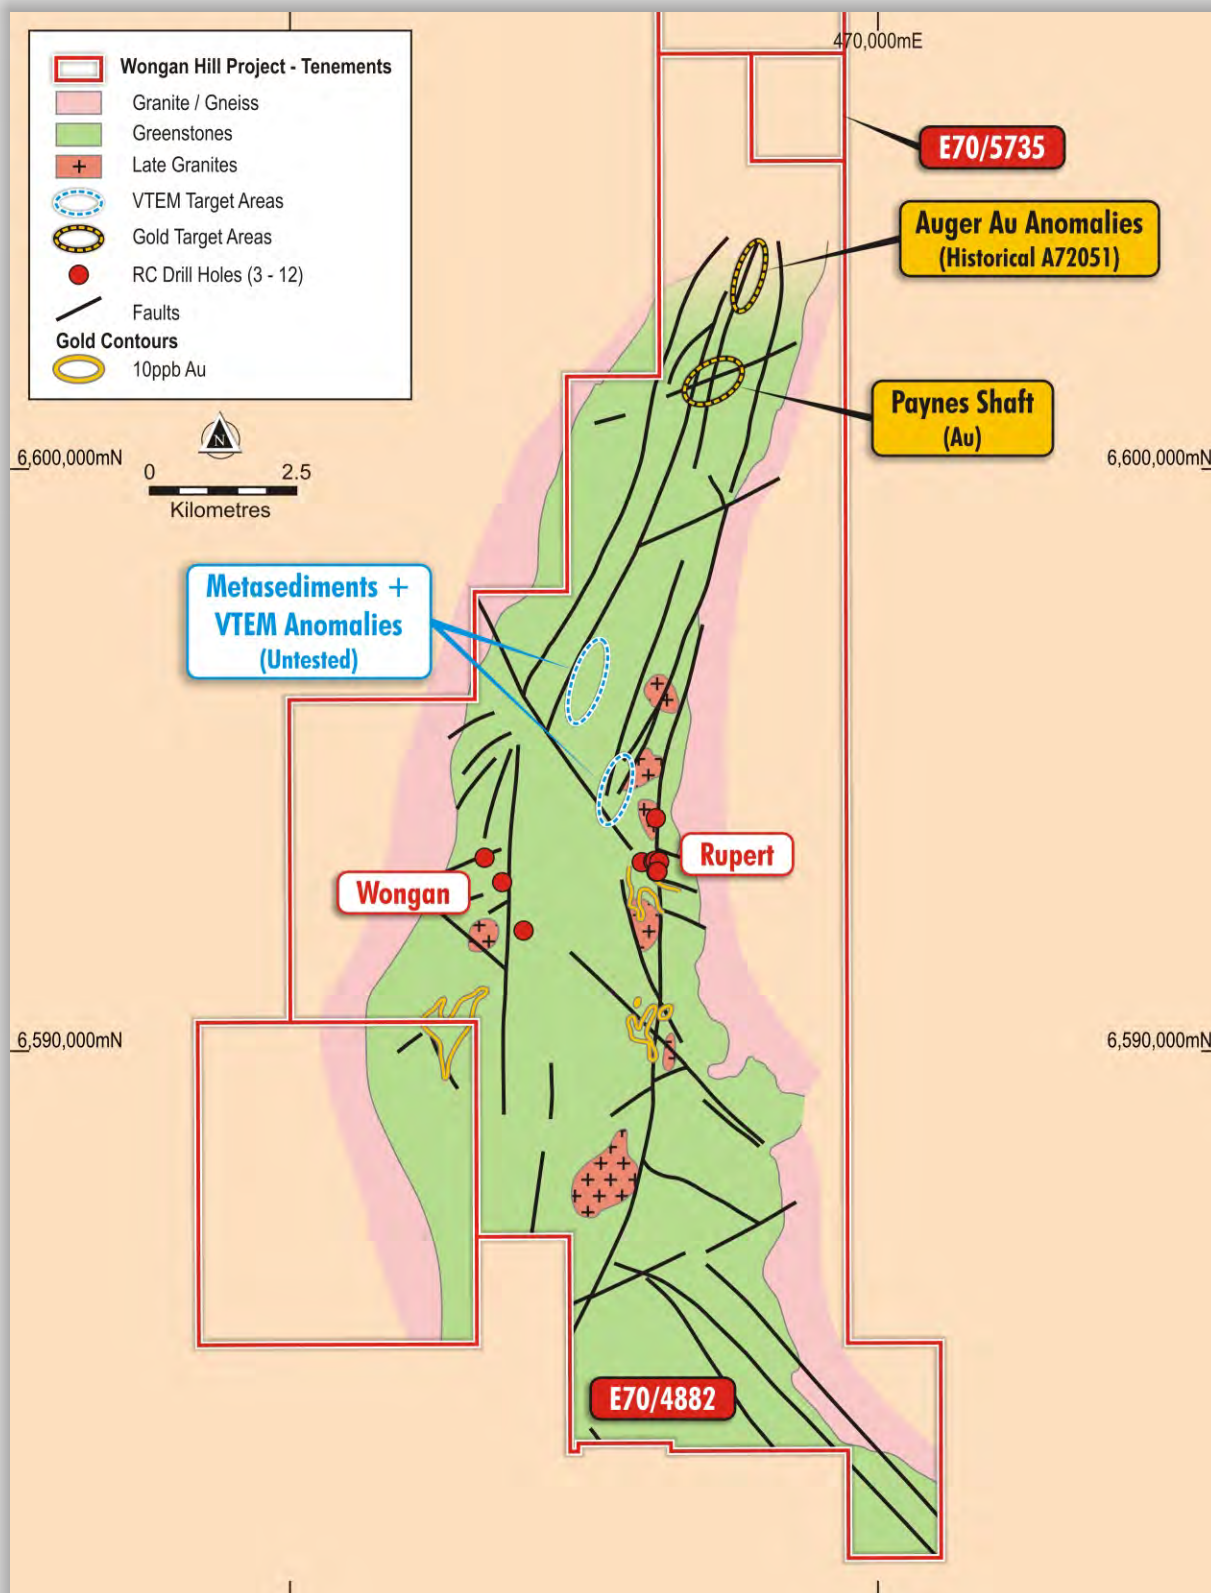 Wongan Hill Project - Tenements
Granite / Gneiss
Greenstones
+ Late Granites
VTEM Target Areas
Gold Target Areas
RC Drill Holes (3 - 12)
Faults
Gold Contours
10ppb Au
470,000mE
E70/5735
Auger Au Anomalies
(Historical A72051)
Paynes Shaft
(Au)
N
6,600,000mN
6,600,000mN
0 2.5
Kilometres
Metasediments +
VTEM Anomalies
(Untested)
Rupert
Wongan
6,590,000mN
6,590,000mN
E70/4882